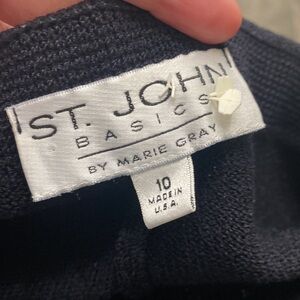 ST. JOHN
BASICS
BY MARIE GRAY
10
MADE IN
U.S.A.